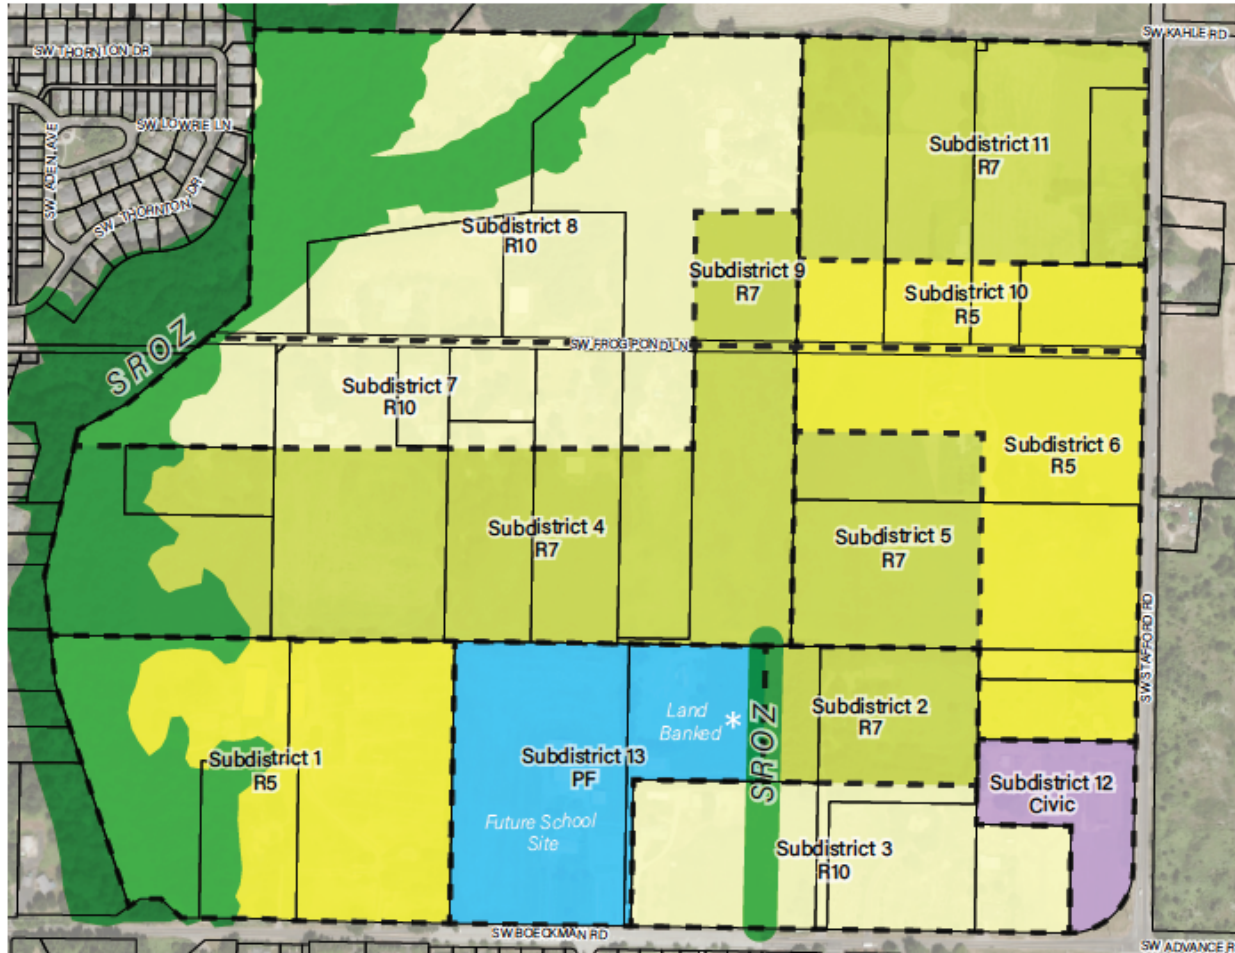 SW KAHLE RD
SW THORNTON DR
SW LOWRIE LN
SW ADEN AVE
SW THORNTON DR
Subdistrict 11
R7
Subdistrict 8
R10
Subdistrict 9
R7
Subdistrict 10
R5
SROZ
SW FROG POND LN
Subdistrict 7
R10
Subdistrict 6
R5
Subdistrict 4
R7
Subdistrict 5
R7
SW STAFFORD RD
Land
Banked *
SROZ
Subdistrict 2
R7
Subdistrict 1
R5
Subdistrict 13
PF
Subdistrict 12
Civic
Future School
Site
Subdistrict 3
R10
SW BOECKMAN RD
SW ADVANCE R